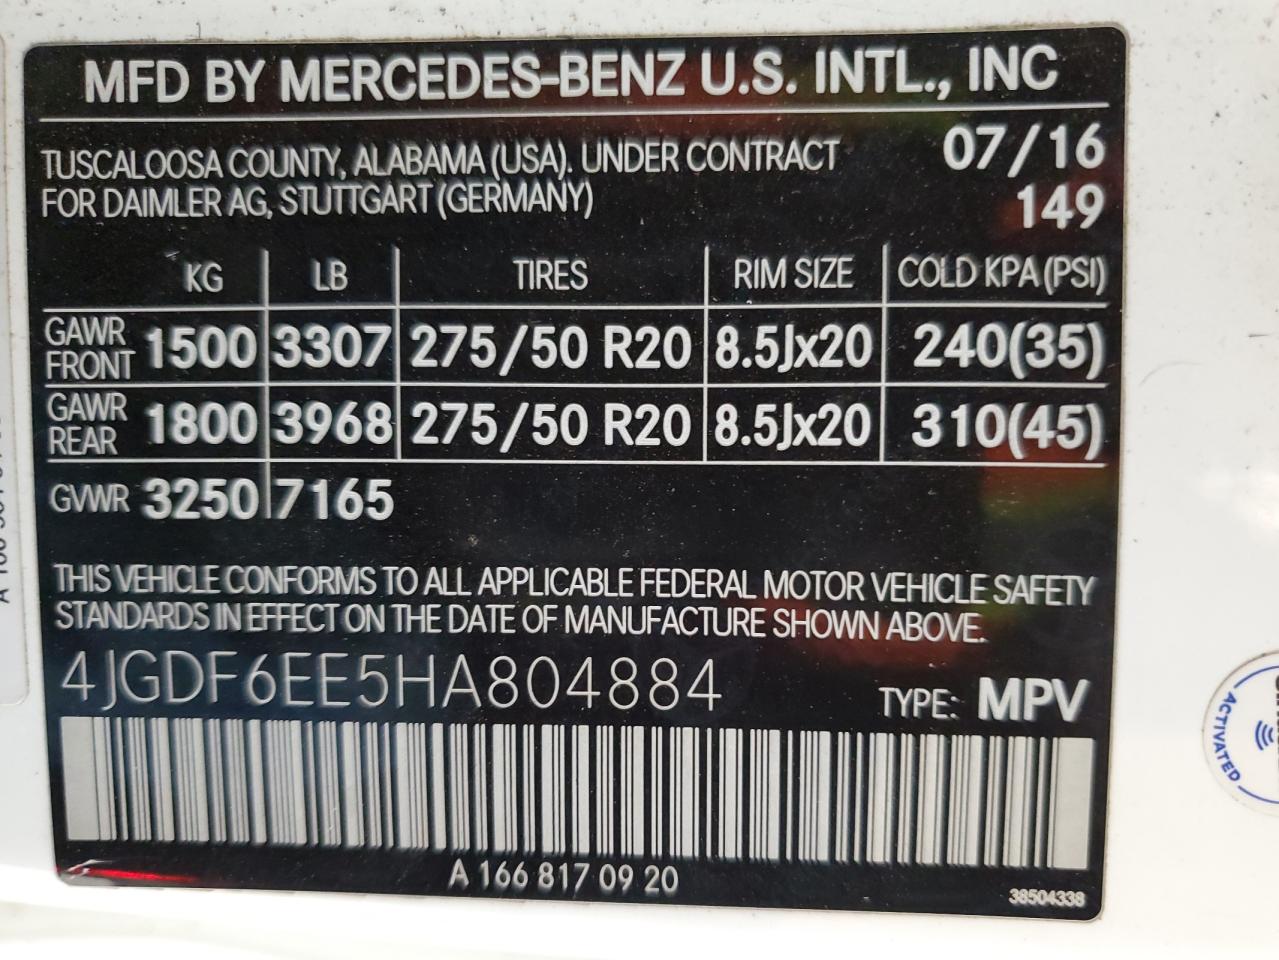 MFD BY MERCEDES-BENZ U.S. INTL., INC
TUSCALOOSA COUNTY, ALABAMA (USA). UNDER CONTRACT 07/16
FOR DAIMLER AG, STUTTGART (GERMANY) 149
KG LB TIRES RIM SIZE COLD KPA (PSI)
GAWR FRONT 1500 3307 275/50 R20 8.5Jx20 240(35)
GAWR REAR 1800 3968 275/50 R20 8.5Jx20 310(45)
GVWR 3250 7165
THIS VEHICLE CONFORMS TO ALL APPLICABLE FEDERAL MOTOR VEHICLE SAFETY
STANDARDS IN EFFECT ON THE DATE OF MANUFACTURE SHOWN ABOVE.
4JGDF6EE5HA804884 TYPE: MPV
A 166 817 09 20
38504338
ACTIVATED